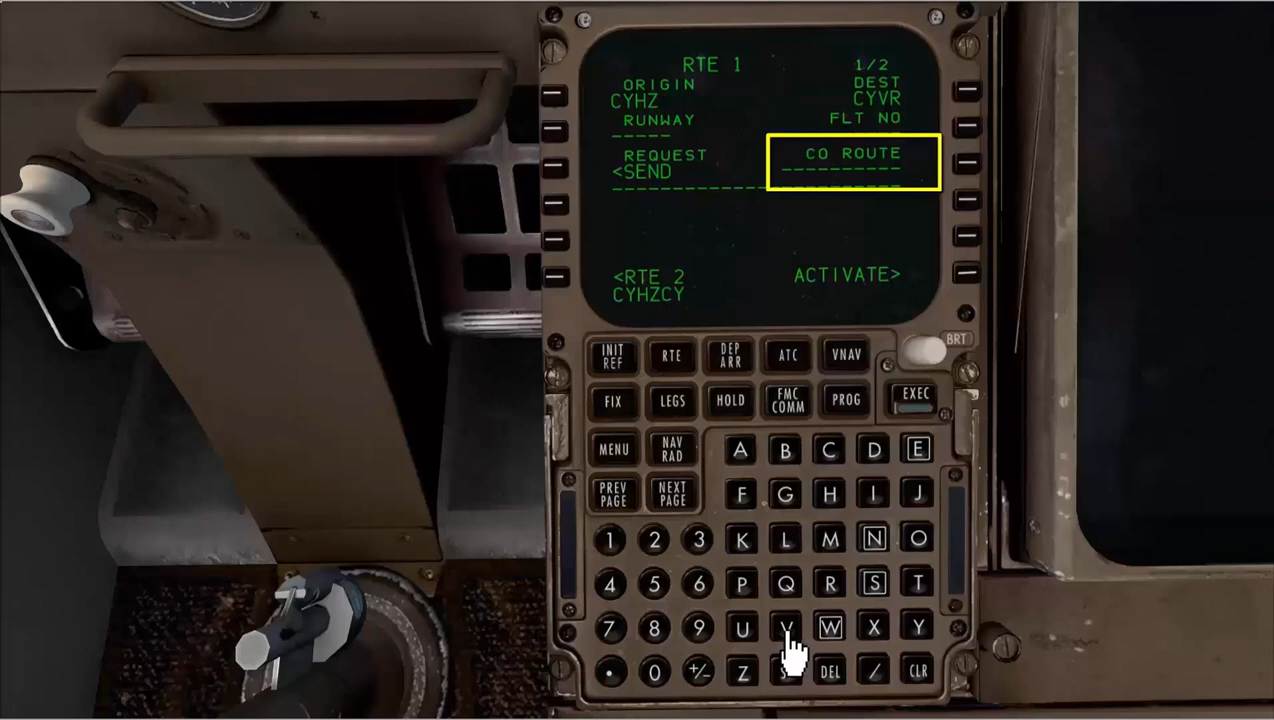 RTE 1 1/2
ORIGIN DEST
CYHZ CYVR
RUNWAY FLT NO
-----
REQUEST CO ROUTE
<SEND ----------
<RTE 2 ACTIVATE>
CYHZCY
BRT
INIT REF RTE DEP ARR ATC VNAV
FIX LEGS HOLD FMC COMM PROG EXEC
MENU NAV RAD
PREV PAGE NEXT PAGE
A B C D E
F G H I J
1 2 3 K L M N O
4 5 6 P Q R S T
7 8 9 U V W X Y
. 0 +/- Z DEL / CLR